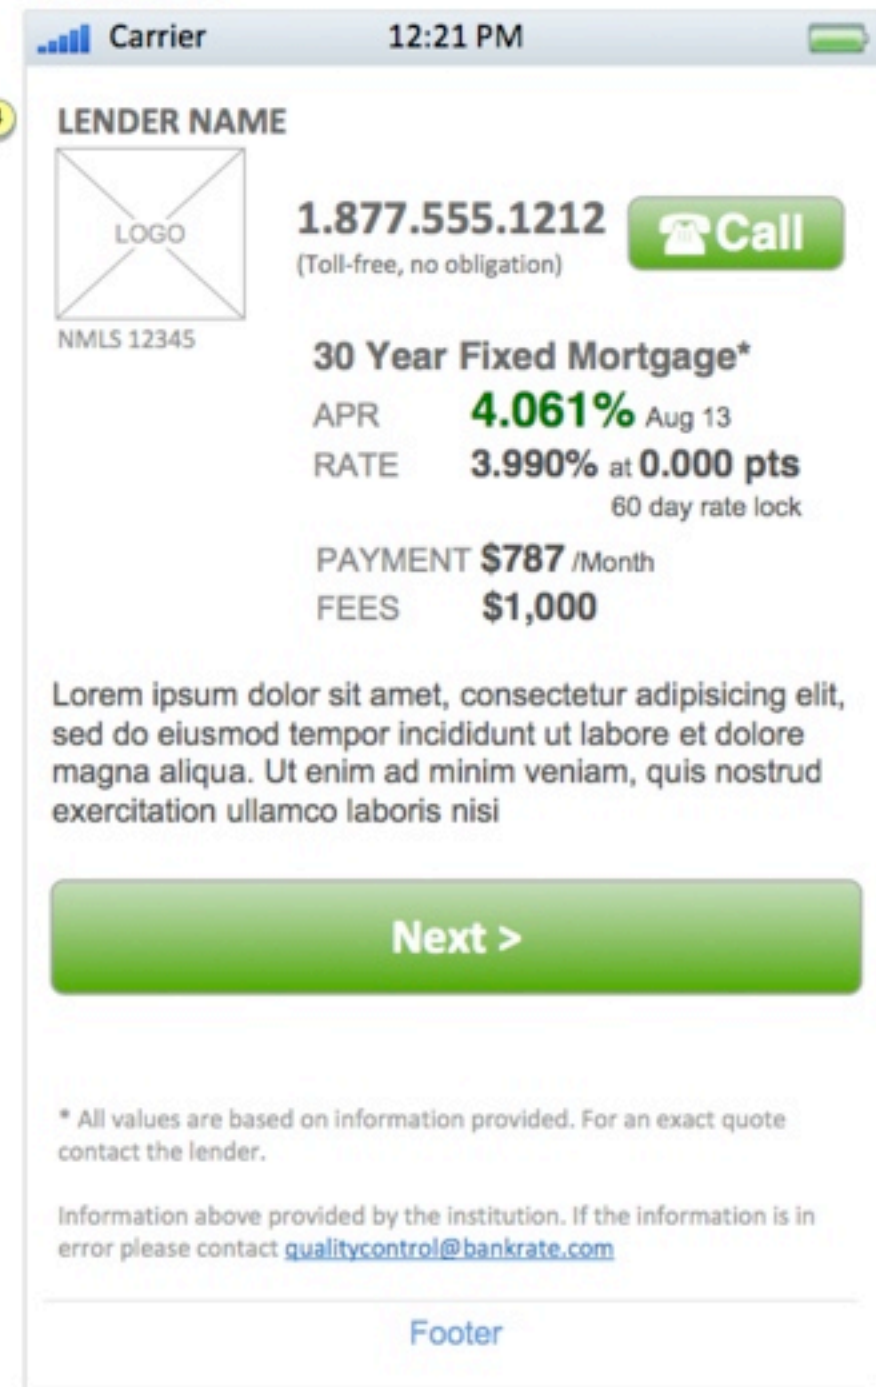 Carrier 12:21 PM
LENDER NAME
LOGO
NMLS 12345
1.877.555.1212
(Toll-free, no obligation)
Call
30 Year Fixed Mortgage*
APR 4.061% Aug 13
RATE 3.990% at 0.000 pts
60 day rate lock
PAYMENT $787 /Month
FEES $1,000
Lorem ipsum dolor sit amet, consectetur adipisicing elit,
sed do eiusmod tempor incididunt ut labore et dolore
magna aliqua. Ut enim ad minim veniam, quis nostrud
exercitation ullamco laboris nisi
Next >
* All values are based on information provided. For an exact quote
contact the lender.
Information above provided by the institution. If the information is in
error please contact qualitycontrol@bankrate.com
Footer